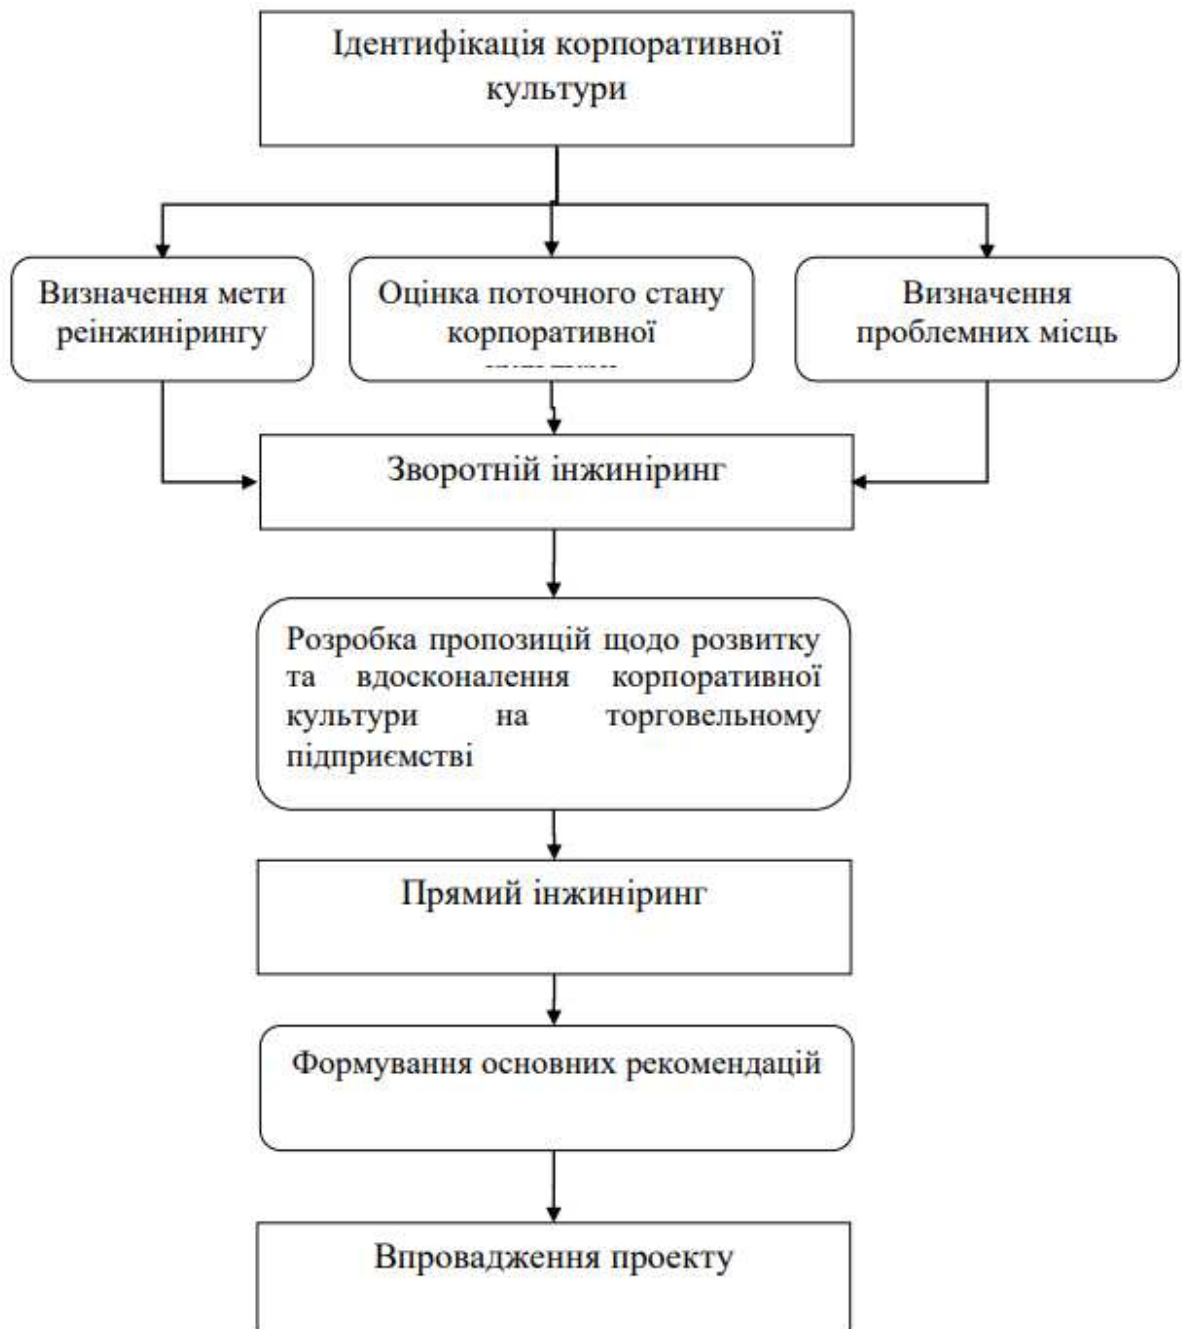 Ідентифікація корпоративної
культури
Визначення мети
реінжинірингу
Оцінка поточного стану
корпоративної
Визначення
проблемних місць
Зворотній інжиніринг
Розробка пропозицій щодо розвитку
та вдосконалення корпоративної
культури на торговельному
підприємстві
Прямий інжиніринг
Формування основних рекомендацій
Впровадження проекту